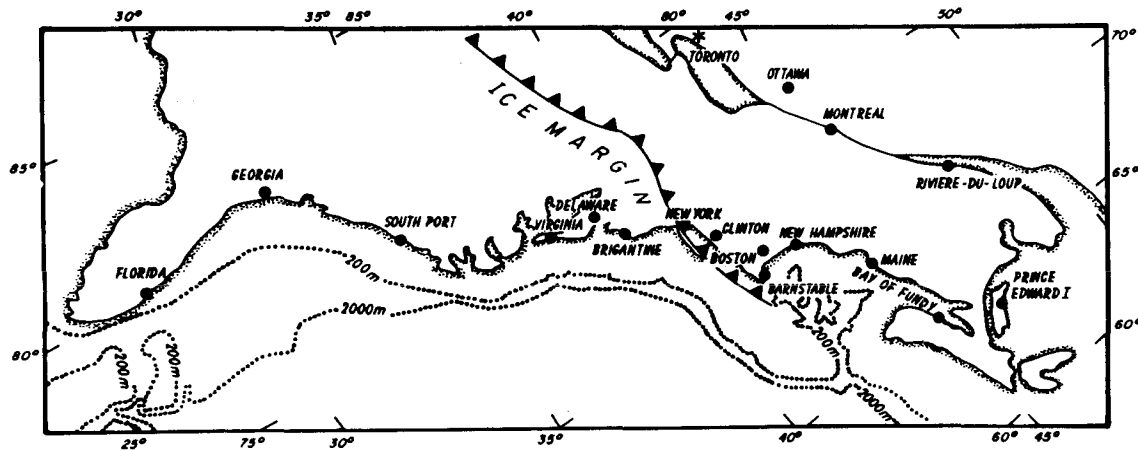 30° 35° 85° 40° 80° 45° 50° 70°
TORONTO
OTTAWA
MONTREAL
ICE MARGIN
85°
65°
GEORGIA
RIVIERE-DU-LOUP
SOUTH PORT
DELAWARE
VIRGINIA
BRIGANTINE
NEW YORK
CLINTON
NEW HAMPSHIRE
BOSTON
MAINE
BARNSTABLE
BAY OF FUNDY
PRINCE
EDWARD I
FLORIDA
200m
2000m
200m
200m
200m
2000m
80°
60°
25° 75° 30° 35° 40° 60° 45°